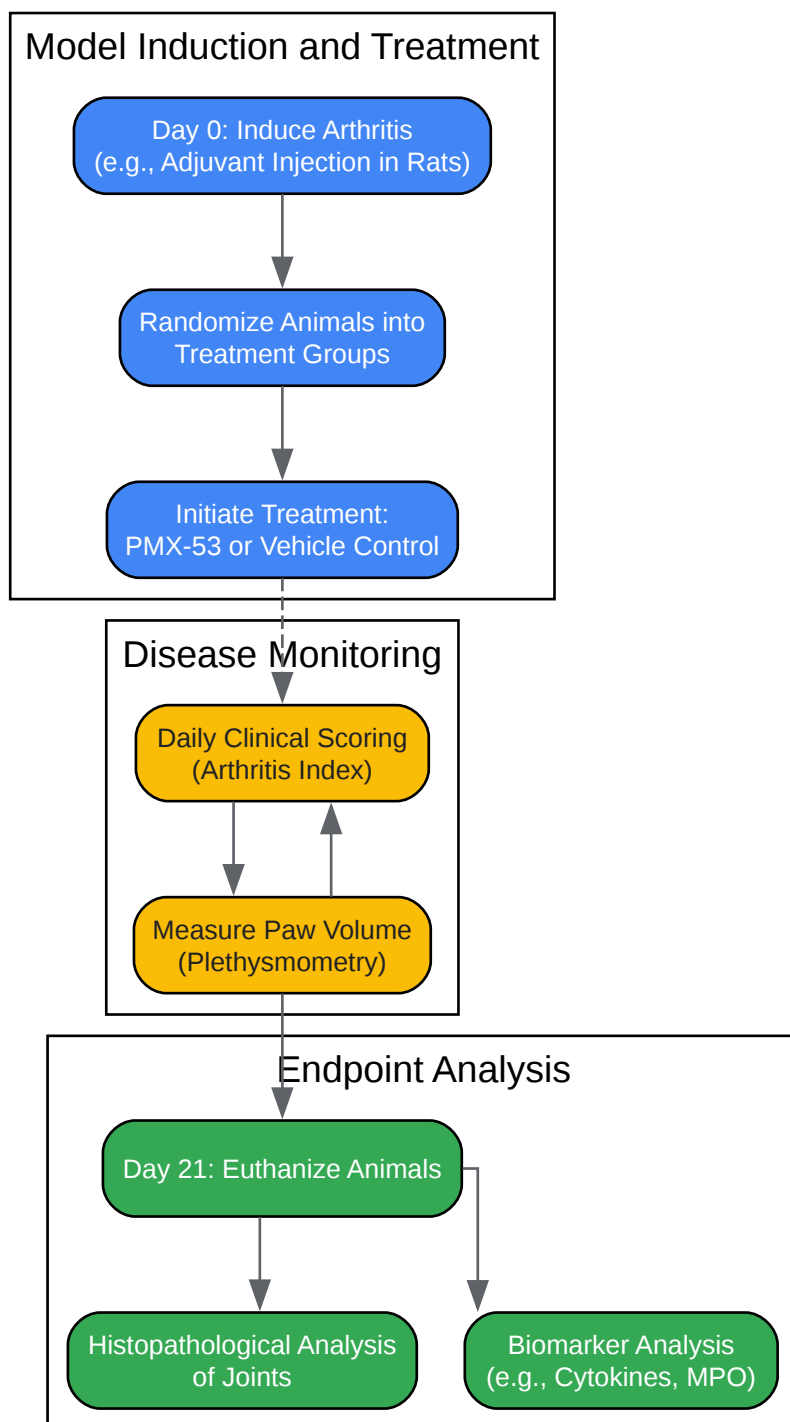 Model Induction and Treatment
Day 0: Induce Arthritis
(e.g., Adjuvant Injection in Rats)
Randomize Animals into
Treatment Groups
Initiate Treatment:
PMX-53 or Vehicle Control
Disease Monitoring
Daily Clinical Scoring
(Arthritis Index)
Measure Paw Volume
(Plethysmometry)
Endpoint Analysis
Day 21: Euthanize Animals
Histopathological Analysis
of Joints
Biomarker Analysis
(e.g., Cytokines, MPO)